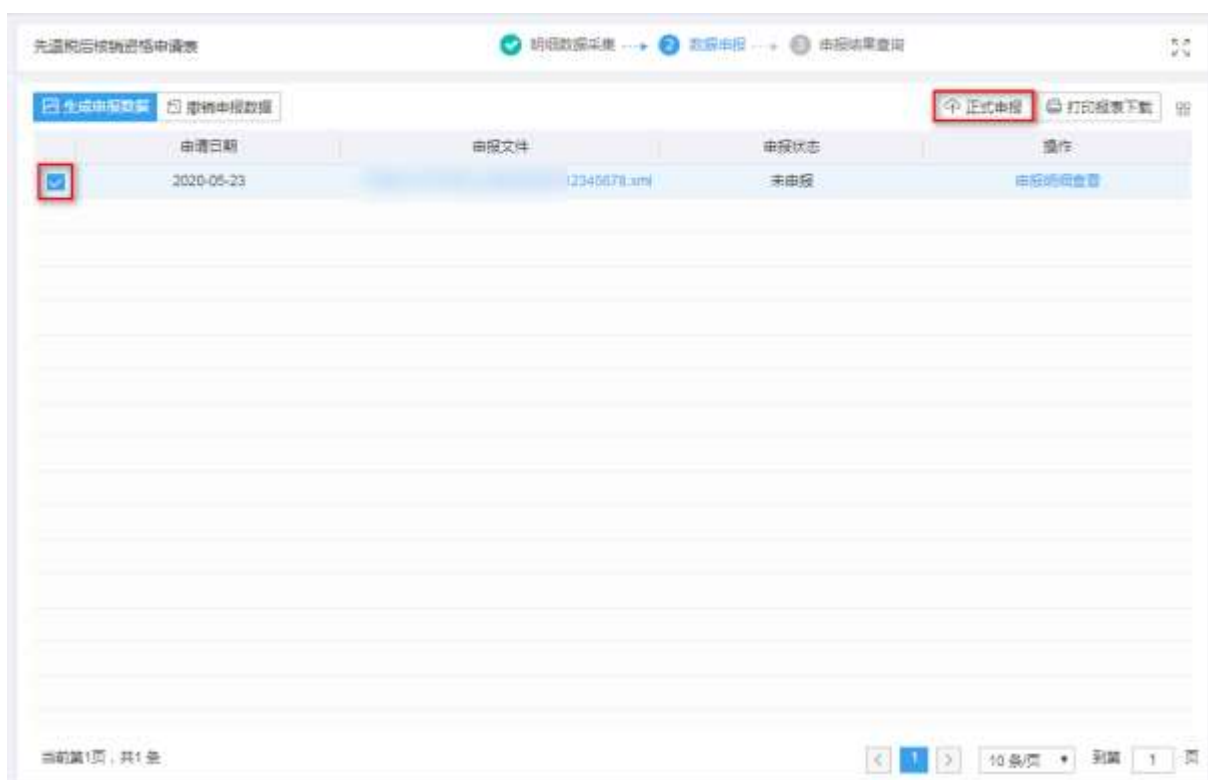 先退税后核销资格申请表
明细数据采集
2 数据申报
3 申报结果查询
生成申报数据 撤销申报数据 正式申报 打印报表下载
申请日期 申报文件 申报状态 操作
2020-05-23 12345678.xml 未申报 申报明细查看
当前第1页,共1条 < 1 > 10 条/页 到第 1 页